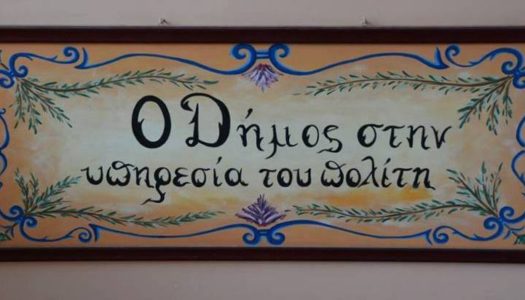 Ο Δήμος στην
υπηρεσία του πολίτη